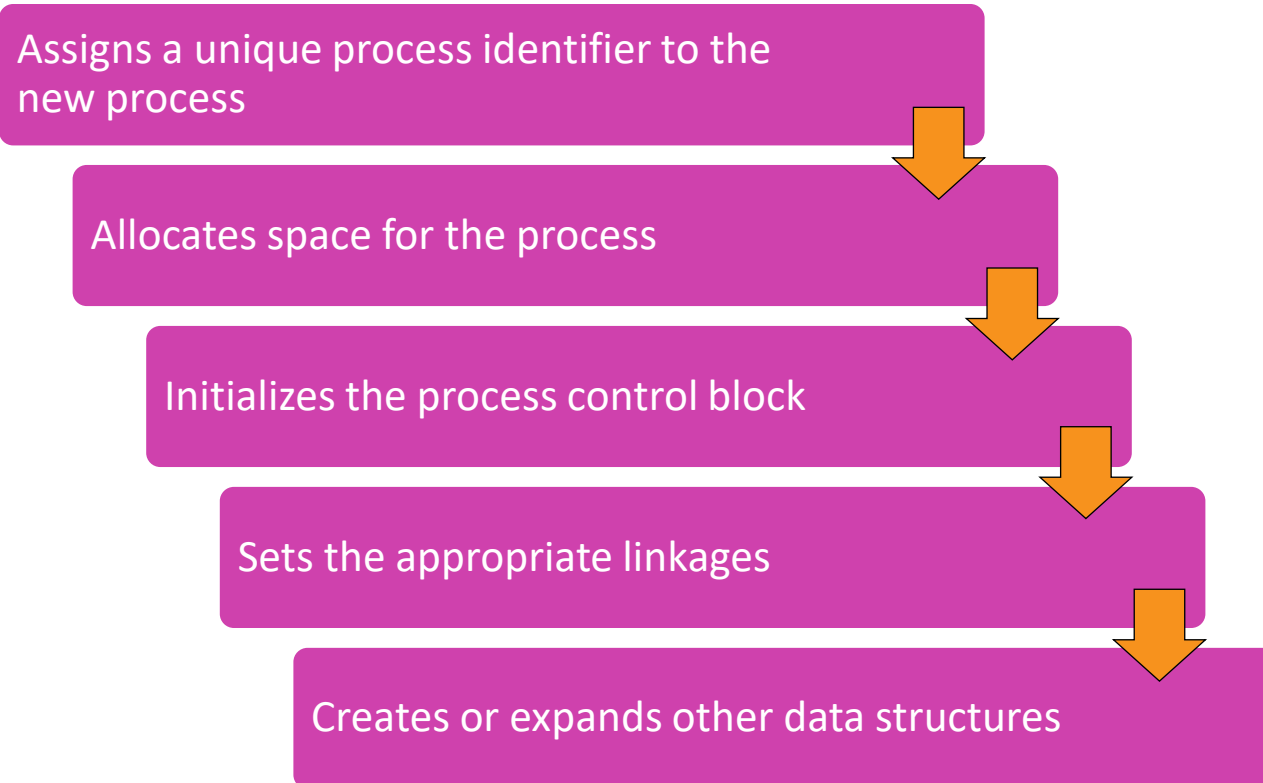 Assigns a unique process identifier to the
new process
Allocates space for the process
Initializes the process control block
Sets the appropriate linkages
Creates or expands other data structures